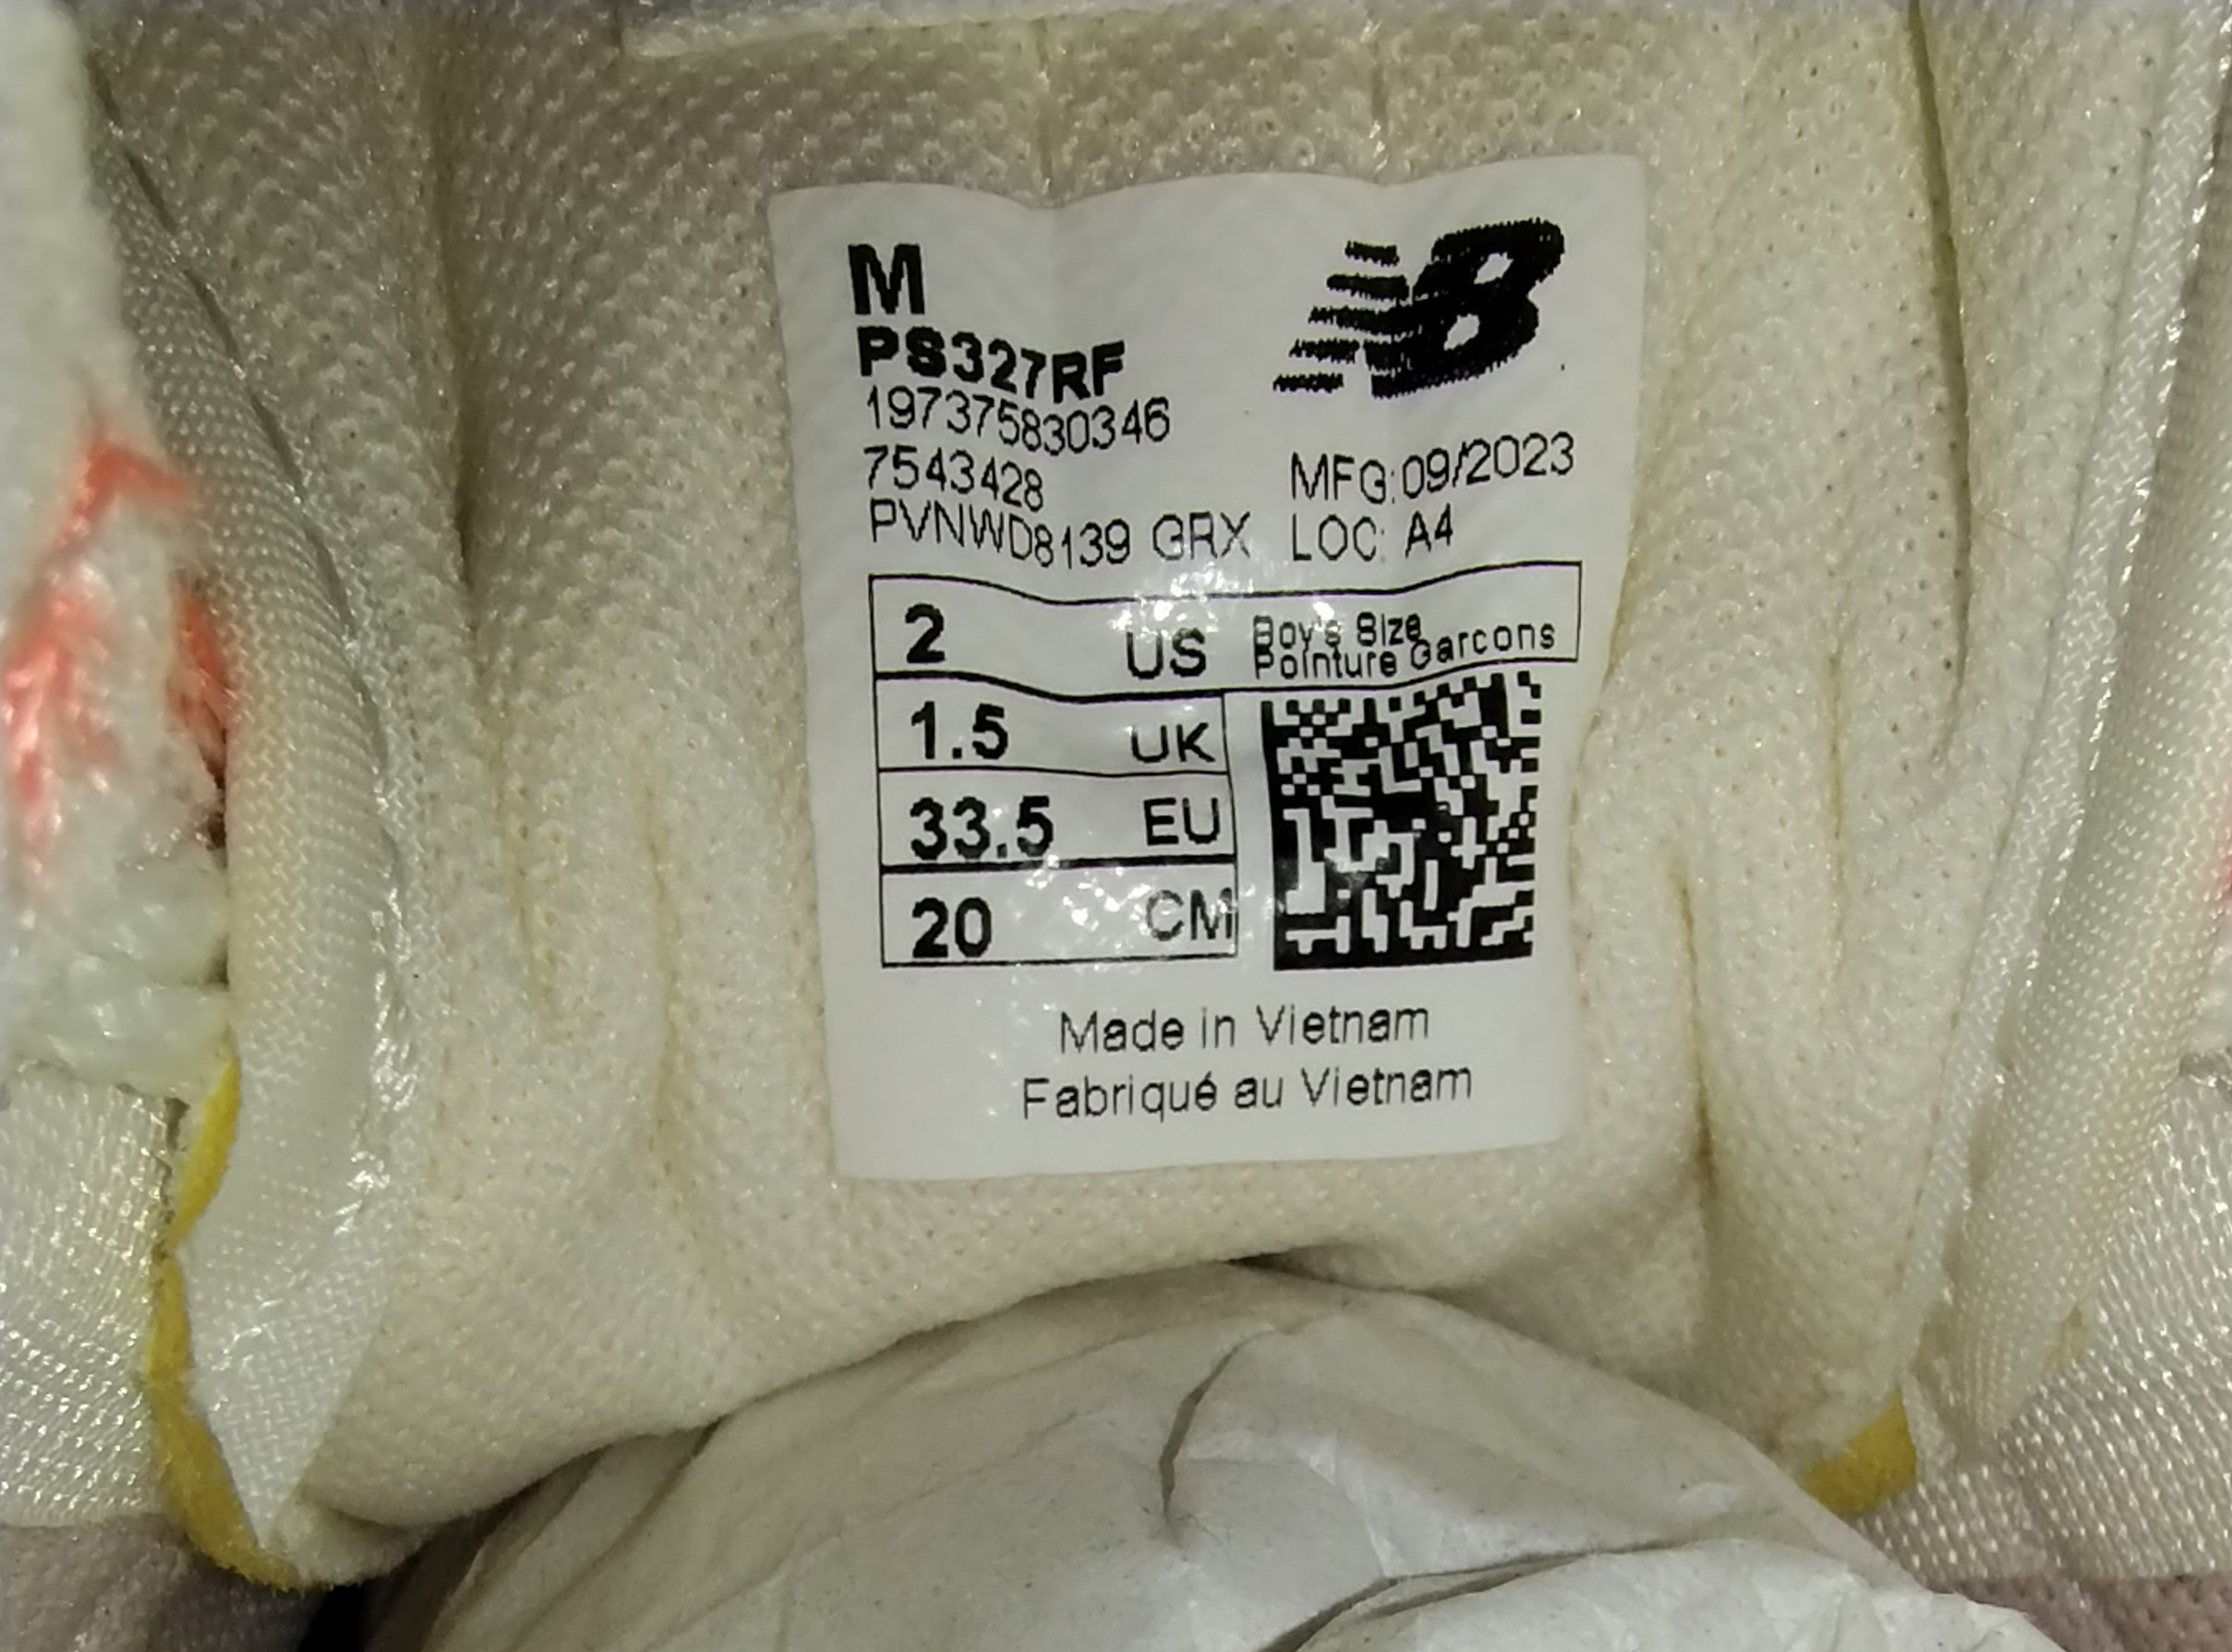 M
PS327RF
197375830346
7543428 MFG:09/2023
PVNWD8139 GRX LOC: A4
2 US Boy's Size
Pointure Garcons
1.5 UK
33.5 EU
20 CM
Made in Vietnam
Fabriqué au Vietnam